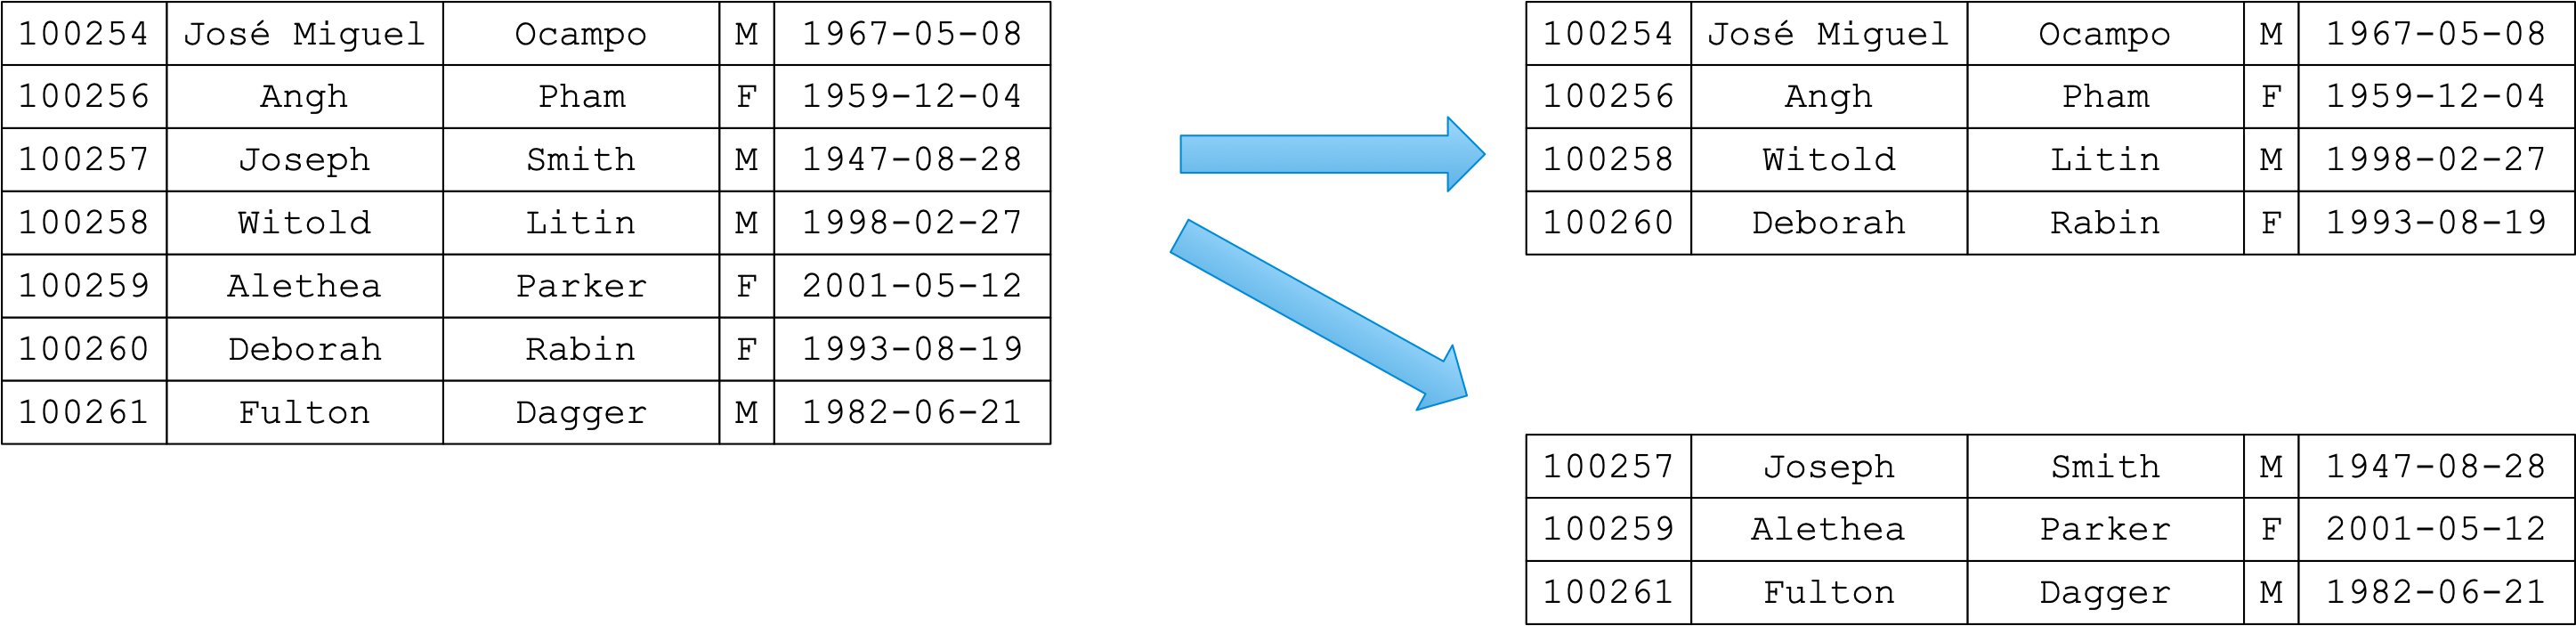 100254 José Miguel Ocampo M 1967-05-08
100256 Angh Pham F 1959-12-04
100257 Joseph Smith M 1947-08-28
100258 Witold Litin M 1998-02-27
100259 Alethea Parker F 2001-05-12
100260 Deborah Rabin F 1993-08-19
100261 Fulton Dagger M 1982-06-21
100254 José Miguel Ocampo M 1967-05-08
100256 Angh Pham F 1959-12-04
100258 Witold Litin M 1998-02-27
100260 Deborah Rabin F 1993-08-19
100257 Joseph Smith M 1947-08-28
100259 Alethea Parker F 2001-05-12
100261 Fulton Dagger M 1982-06-21